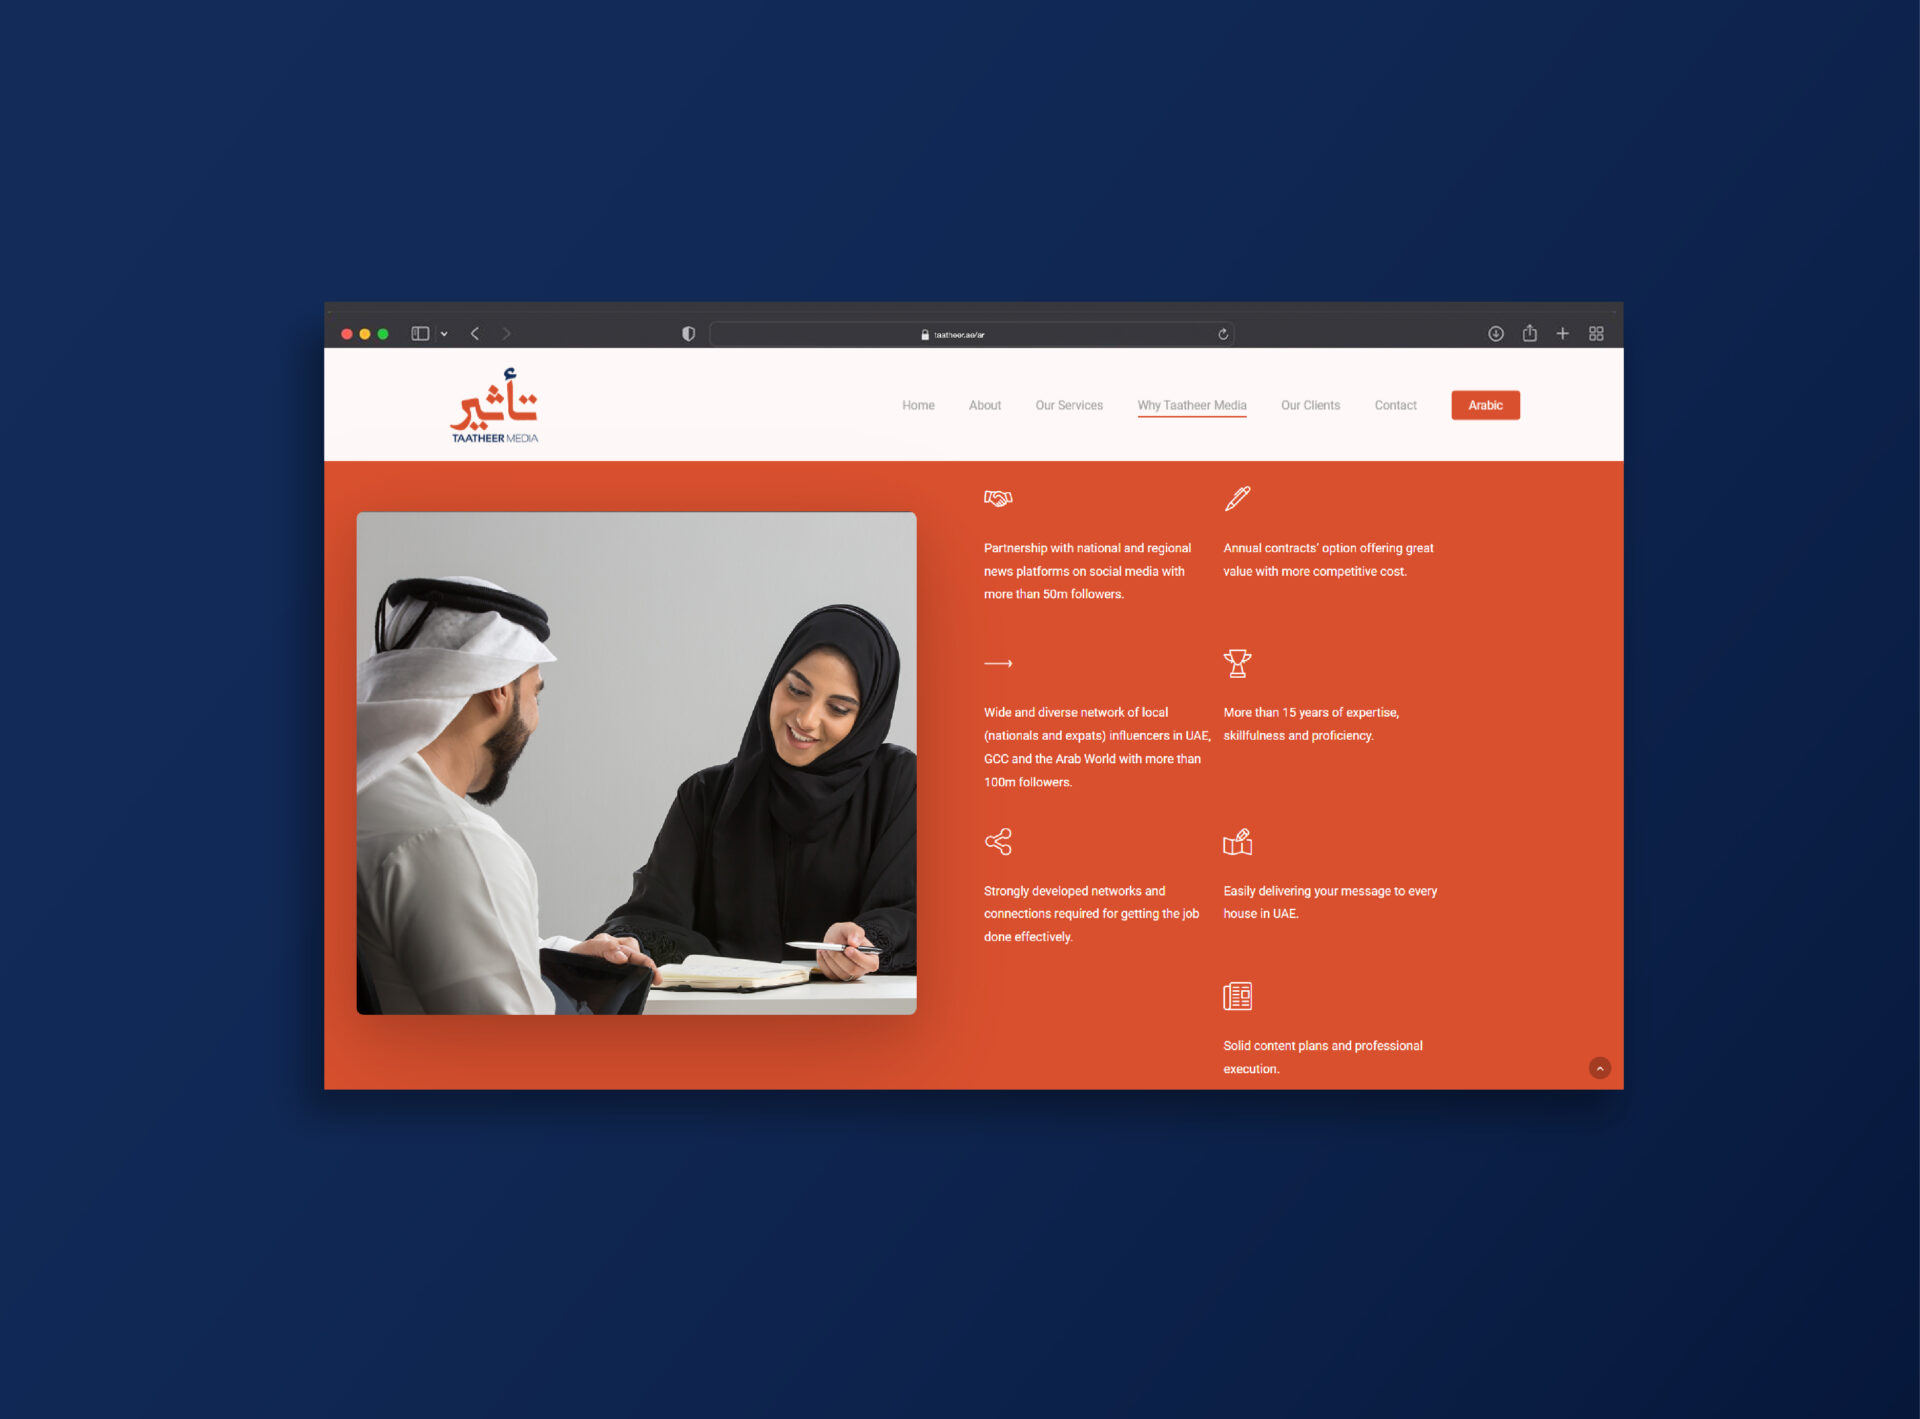 taatheer.ae/ar
تأثير
TAATHEER MEDIA
Home
About
Our Services
Why Taatheer Media
Our Clients
Contact
Arabic
Partnership with national and regional
news platforms on social media with
more than 50m followers.
Annual contracts' option offering great
value with more competitive cost.
Wide and diverse network of local
(nationals and expats) influencers in UAE,
GCC and the Arab World with more than
100m followers.
More than 15 years of expertise,
skillfulness and proficiency.
Strongly developed networks and
connections required for getting the job
done effectively.
Easily delivering your message to every
house in UAE.
Solid content plans and professional
execution.